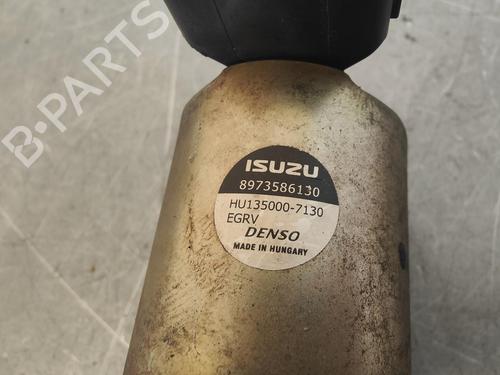 B-PARTS
ISUZU
8973586130
HU135000-7130
EGRV
DENSO
MADE IN HUNGARY